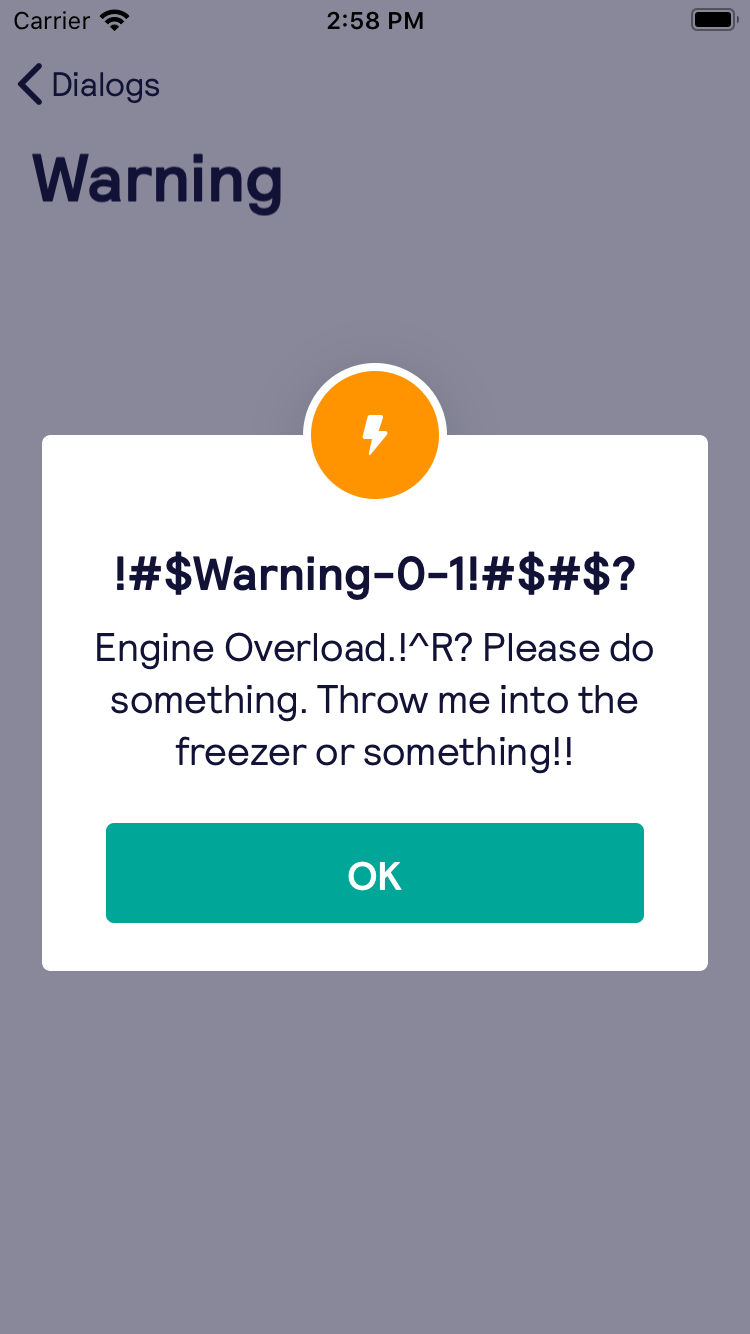 Carrier 2:58 PM
Dialogs
Warning
!#$Warning-0-1!#$#$?
Engine Overload.!^R? Please do
something. Throw me into the
freezer or something!!
OK